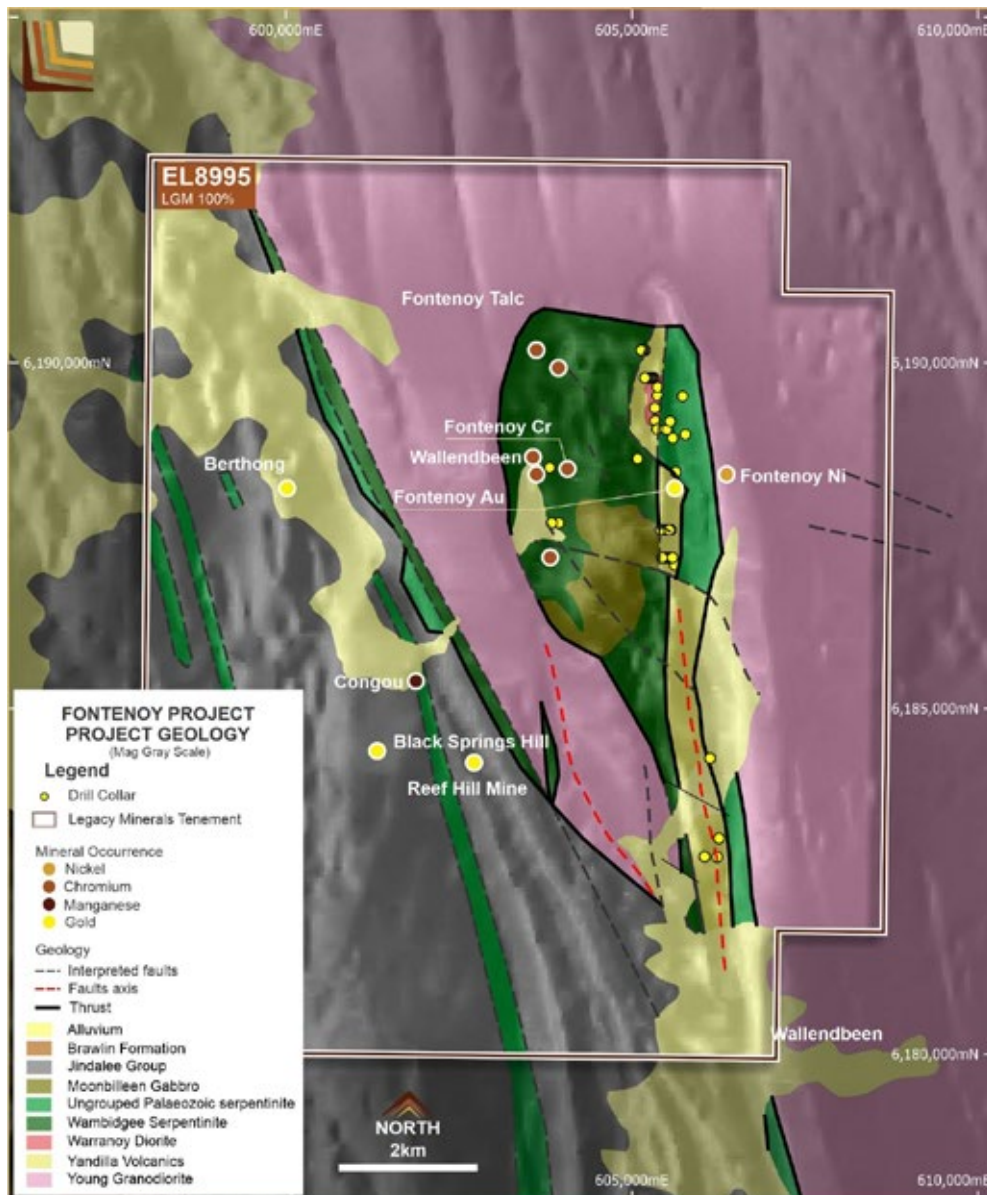 600,000mE
605,000mE
610,000mE
EL8995
LGM 100%
Fontenoy Talc
6,190,000mN
6,190,000mN
Fontenoy Cr
Wallendbeen
Berthong
Fontenoy Ni
Fontenoy Au
Congou
6,185,000mN
Black Springs Hill
Reef Hill Mine
FONTENOY PROJECT
PROJECT GEOLOGY
(Mag Gray Scale)
Legend
Drill Collar
Legacy Minerals Tenement
Mineral Occurrence
Nickel
Chromium
Manganese
Gold
Geology
Interpreted faults
Faults axis
Thrust
Alluvium
Brawlin Formation
Jindalee Group
Moonbilleen Gabbro
Ungrouped Palaeozoic serpentinite
Wambidgee Serpentinite
Warranoy Diorite
Yandilla Volcanics
Young Granodiorite
Wallendbeen
6,180,000mN
NORTH
2km
605,000mE
610,000mE